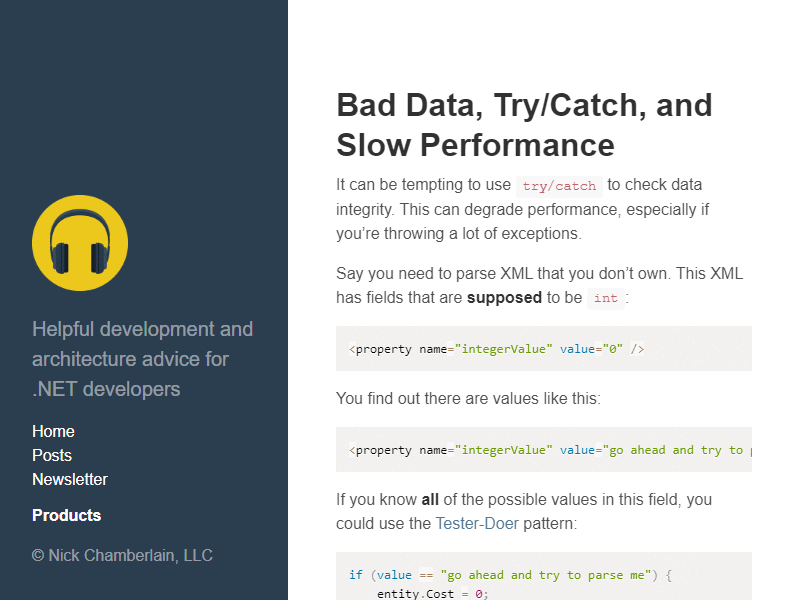 Helpful development and
architecture advice for
.NET developers
Home
Posts
Newsletter
Products
© Nick Chamberlain, LLC
Bad Data, Try/Catch, and
Slow Performance
It can be tempting to use try/catch to check data
integrity. This can degrade performance, especially if
you're throwing a lot of exceptions.
Say you need to parse XML that you don't own. This XML
has fields that are supposed to be int :
<property name="integerValue" value="0" />
You find out there are values like this:
<property name="integerValue" value="go ahead and try to
If you know all of the possible values in this field, you
could use the Tester-Doer pattern:
if (value == "go ahead and try to parse me") {
entity.Cost = 0;